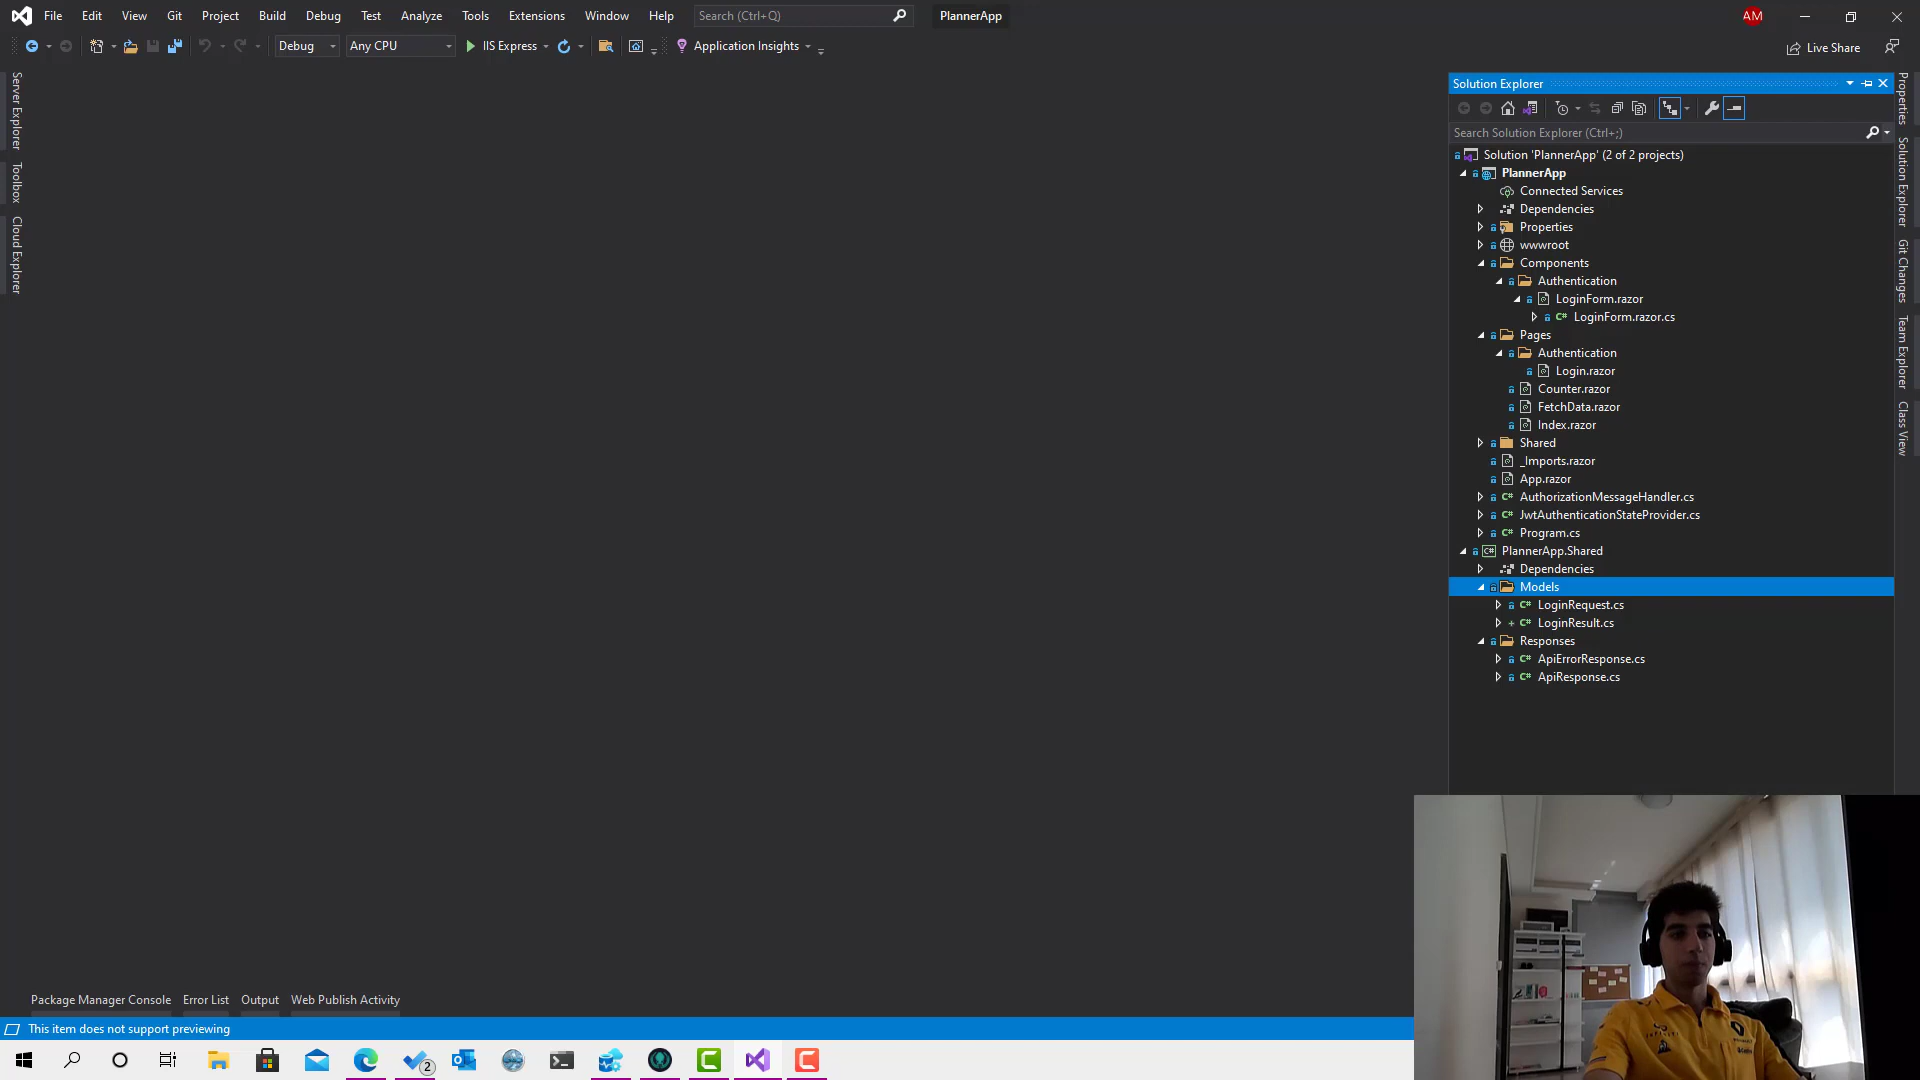 File Edit View Git Project Build Debug Test Analyze Tools Extensions Window Help Search (Ctrl+Q) PlannerApp AM
Debug Any CPU IIS Express Application Insights Live Share
Server Explorer
Toolbox
Cloud Explorer
Solution Explorer
Search Solution Explorer (Ctrl+;)
Solution 'PlannerApp' (2 of 2 projects)
PlannerApp
Connected Services
Dependencies
Properties
wwwroot
Components
Authentication
LoginForm.razor
C# LoginForm.razor.cs
Pages
Authentication
Login.razor
Counter.razor
FetchData.razor
Index.razor
Shared
_Imports.razor
App.razor
C# AuthorizationMessageHandler.cs
C# JwtAuthenticationStateProvider.cs
C# Program.cs
C# PlannerApp.Shared
Dependencies
Models
C# LoginRequest.cs
C# LoginResult.cs
Responses
C# ApiErrorResponse.cs
C# ApiResponse.cs
Properties
Solution Explorer
Git Changes
Team Explorer
Class View
Package Manager Console Error List Output Web Publish Activity
This item does not support previewing
2